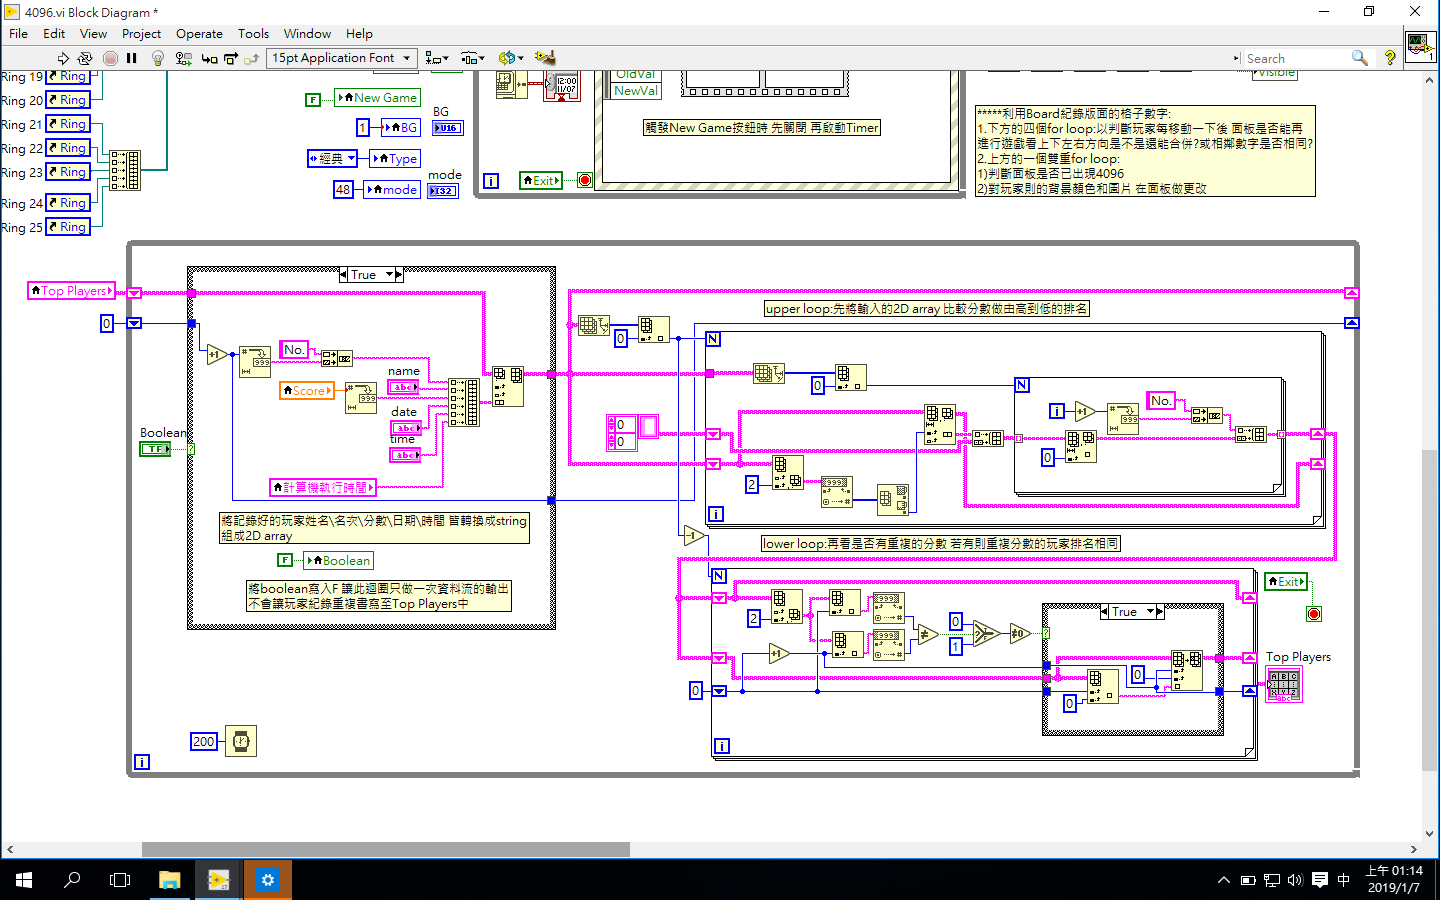 4096.vi Block Diagram *
File Edit View Project Operate Tools Window Help
15pt Application Font
Search
Ring 19 Ring
Ring 20 Ring
Ring 21 Ring
Ring 22 Ring
Ring 23 Ring
Ring 24 Ring
Ring 25 Ring
F New Game
1 BG
BG
U16
經典 Type
48 mode
mode
I32
12:00
11/07
OldVal
NewVal
觸發New Game按鈕時 先關閉 再啟動Timer
i
Exit
Visible
*****利用Board紀錄版面的格子數字:
1.下方的四個for loop:以判斷玩家每移動一下後 面板是否能再
進行遊戲看上下左右方向是不是還能合併?或相鄰數字是否相同?
2.上方的一個雙重for loop:
1)判斷面板是否已出現4096
2)對玩家則的背景顏色和圖片 在面板做更改
Top Players
0
True
+1
No.
Score
name
abc
date
abc
time
abc
Boolean
TF
計算機執行時間
將記錄好的玩家姓名\名次\分數\日期\時間 皆轉換成string
組成2D array
F Boolean
將boolean寫入F 讓此迴圈只做一次資料流的輸出
不會讓玩家紀錄重複書寫至Top Players中
200
i
upper loop:先將輸入的2D array 比較分數做由高到低的排名
0
N
0
N
0
0
i
+1
No.
0
2
i
-1
lower loop:再看是否有重複的分數 若有則重複分數的玩家排名相同
N
2
0
1
+1
0
True
0
0
i
Exit
Top Players
上午 01:14
2019/1/7
中